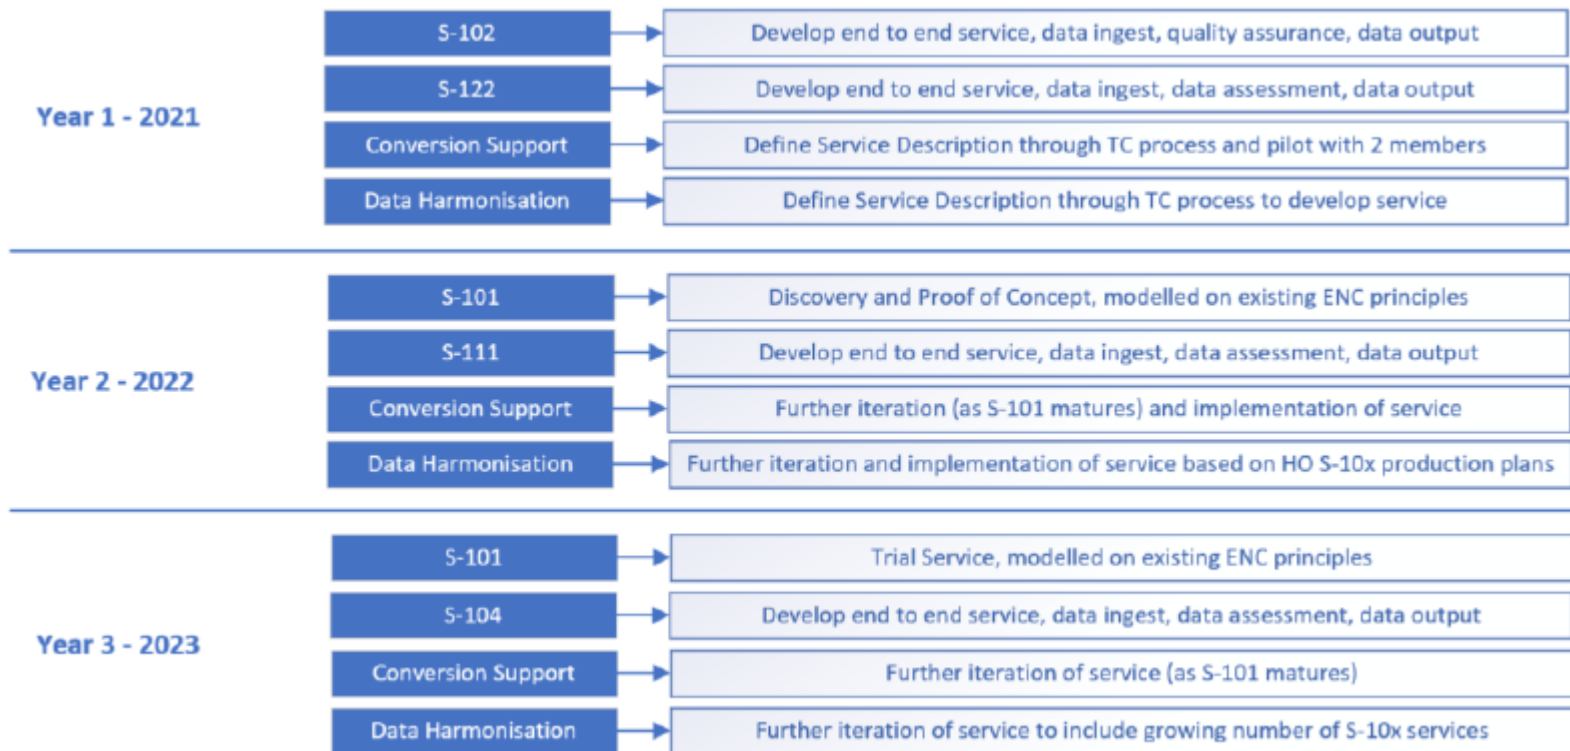 S-102
Develop end to end service, data ingest, quality assurance, data output
S-122
Develop end to end service, data ingest, data assessment, data output
Year 1 - 2021
Conversion Support
Define Service Description through TC process and pilot with 2 members
Data Harmonisation
Define Service Description through TC process to develop service
S-101
Discovery and Proof of Concept, modelled on existing ENC principles
S-111
Develop end to end service, data ingest, data assessment, data output
Year 2 - 2022
Conversion Support
Further iteration (as S-101 matures) and implementation of service
Data Harmonisation
Further iteration and implementation of service based on HO S-10x production plans
S-101
Trial Service, modelled on existing ENC principles
S-104
Develop end to end service, data ingest, data assessment, data output
Year 3 - 2023
Conversion Support
Further iteration of service (as S-101 matures)
Data Harmonisation
Further iteration of service to include growing number of S-10x services